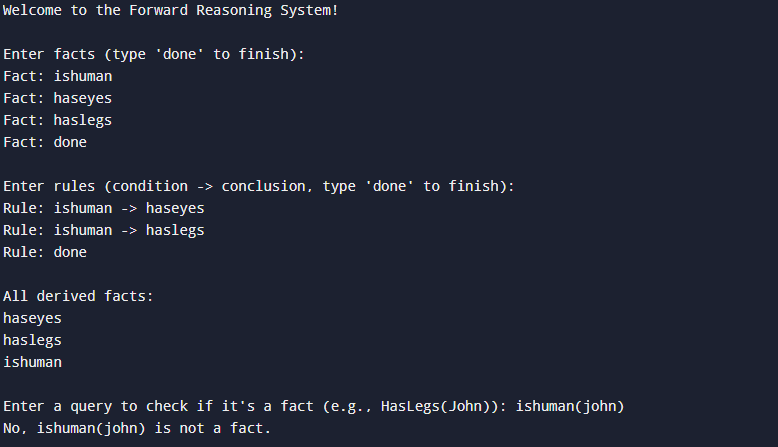 Welcome to the Forward Reasoning System!
Enter facts (type 'done' to finish):
Fact: ishuman
Fact: haseyes
Fact: haslegs
Fact: done
Enter rules (condition -> conclusion, type 'done' to finish):
Rule: ishuman -> haseyes
Rule: ishuman -> haslegs
Rule: done
All derived facts:
haseyes
haslegs
ishuman
Enter a query to check if it's a fact (e.g., HasLegs(John)): ishuman(john)
No, ishuman(john) is not a fact.